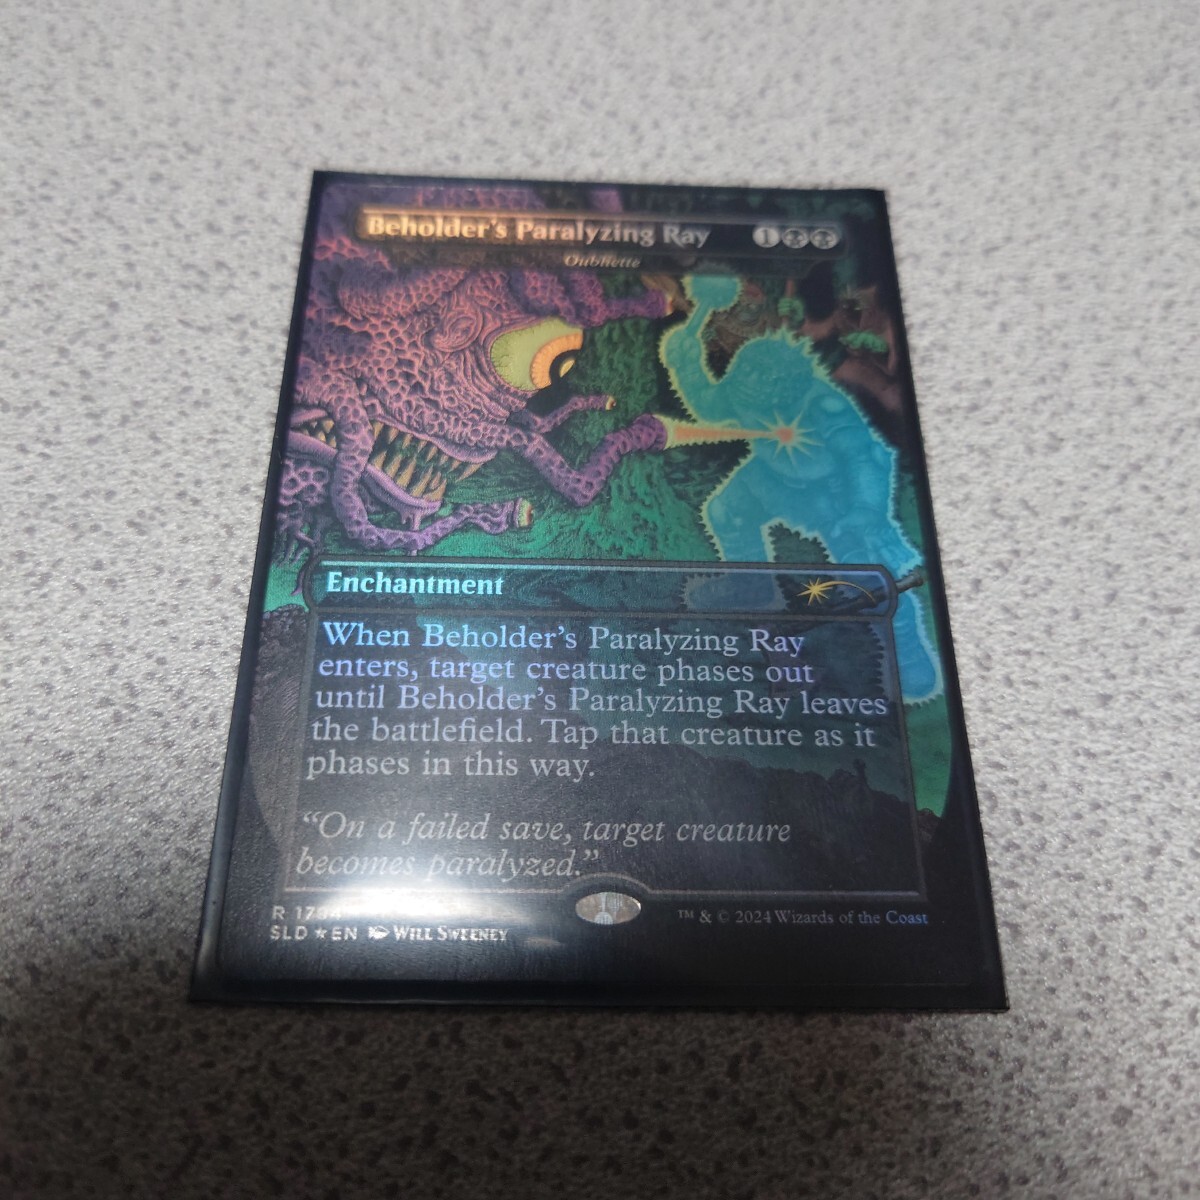 Beholder's Paralyzing Ray 1
Oubliette
Enchantment
When Beholder's Paralyzing Ray
enters, target creature phases out
until Beholder's Paralyzing Ray leaves
the battlefield. Tap that creature as it
phases in this way.
"On a failed save, target creature
becomes paralyzed."
R
SLD ★ EN WILL SWEENEY
™ & © 2024 Wizards of the Coast